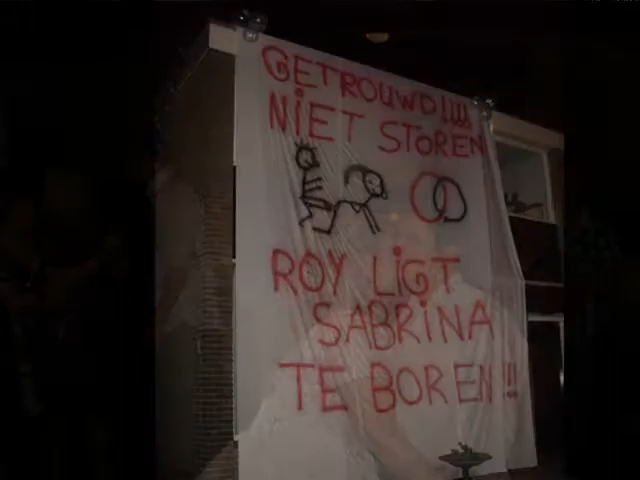 GETROUWD!!!!
NIET STOREN
ROY LIGT
SABRINA
TE BOREN!!